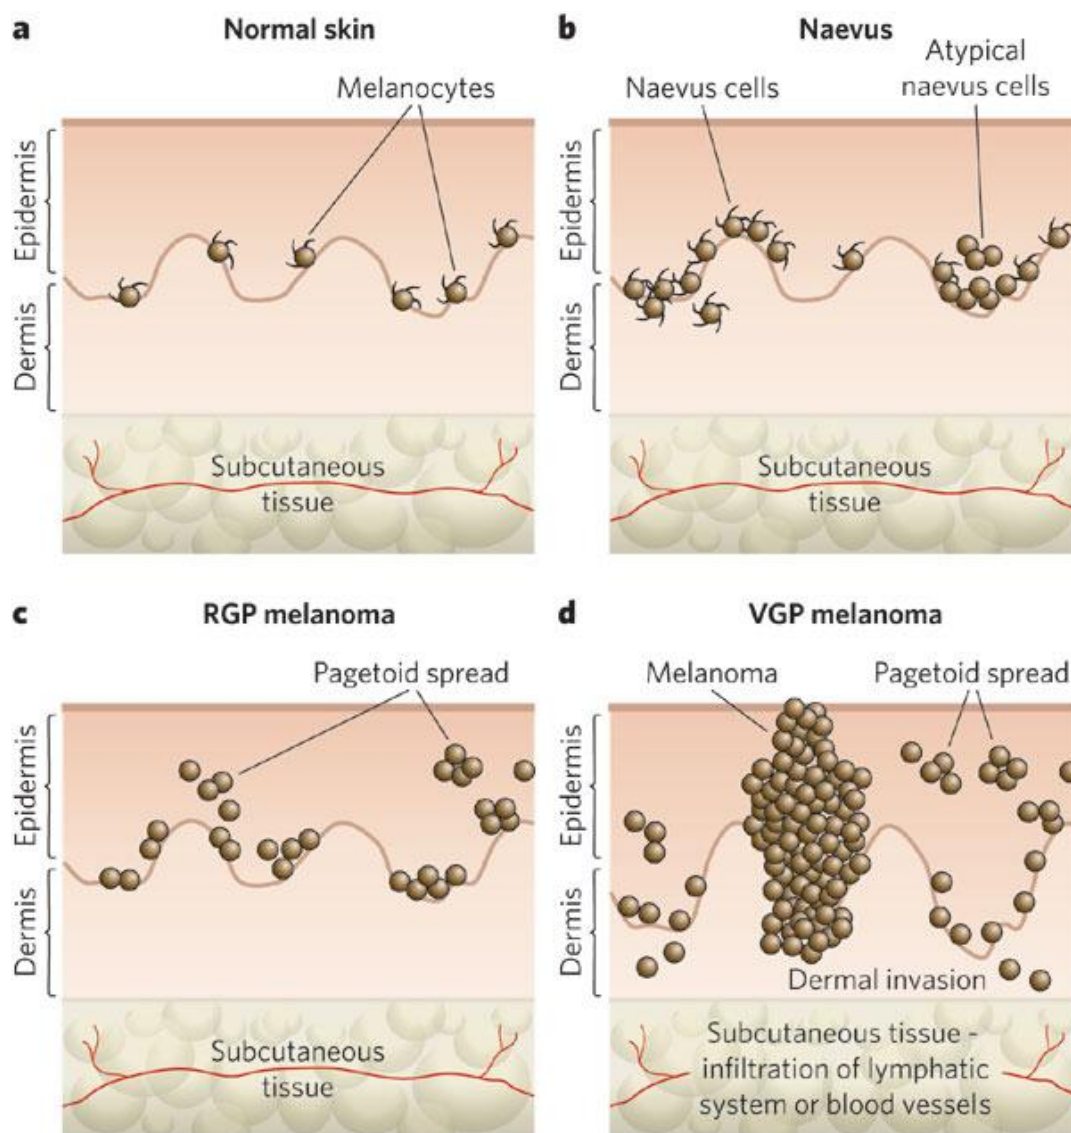 a Normal skin
Melanocytes
Epidermis
Dermis
Subcutaneous
tissue
b Naevus
Naevus cells
Atypical
naevus cells
Epidermis
Dermis
Subcutaneous
tissue
c RGP melanoma
Pagetoid spread
Epidermis
Dermis
Subcutaneous
tissue
d VGP melanoma
Melanoma
Pagetoid spread
Epidermis
Dermis
Dermal invasion
Subcutaneous tissue -
infiltration of lymphatic
system or blood vessels